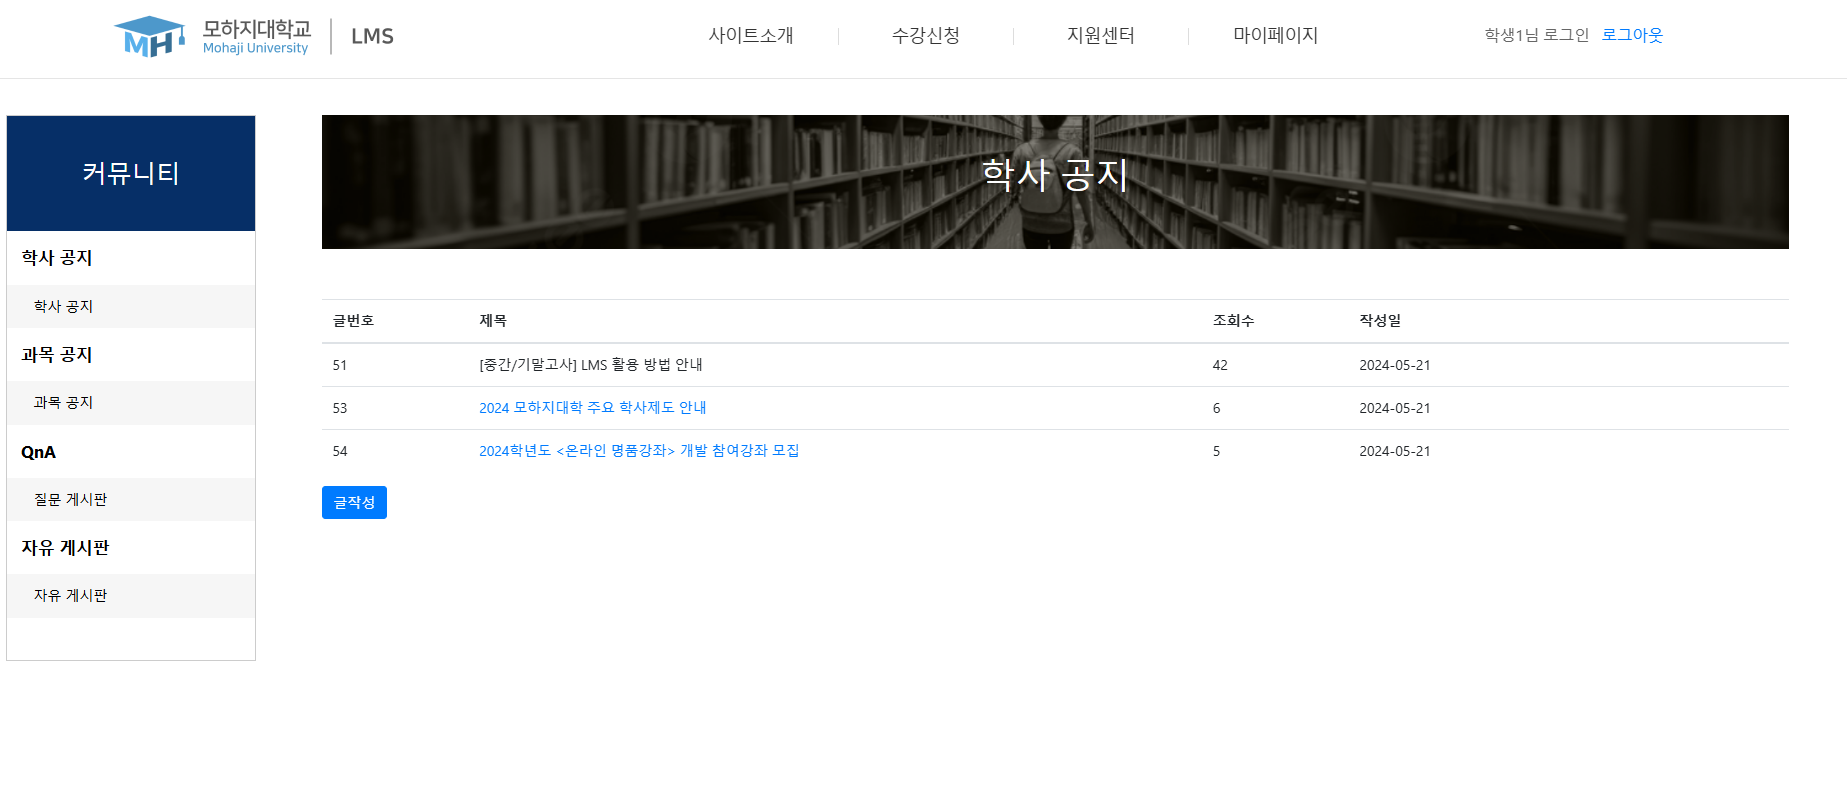 MH 모하지대학교 Mohaji University LMS
사이트소개 수강신청 지원센터 마이페이지 학생1님 로그인 로그아웃
커뮤니티
학사 공지
학사 공지
과목 공지
과목 공지
QnA
질문 게시판
자유 게시판
자유 게시판
학사 공지
글번호 제목 조회수 작성일
51 [중간/기말고사] LMS 활용 방법 안내 42 2024-05-21
53 2024 모하지대학 주요 학사제도 안내 6 2024-05-21
54 2024학년도 <온라인 명품강좌> 개발 참여강좌 모집 5 2024-05-21
글작성